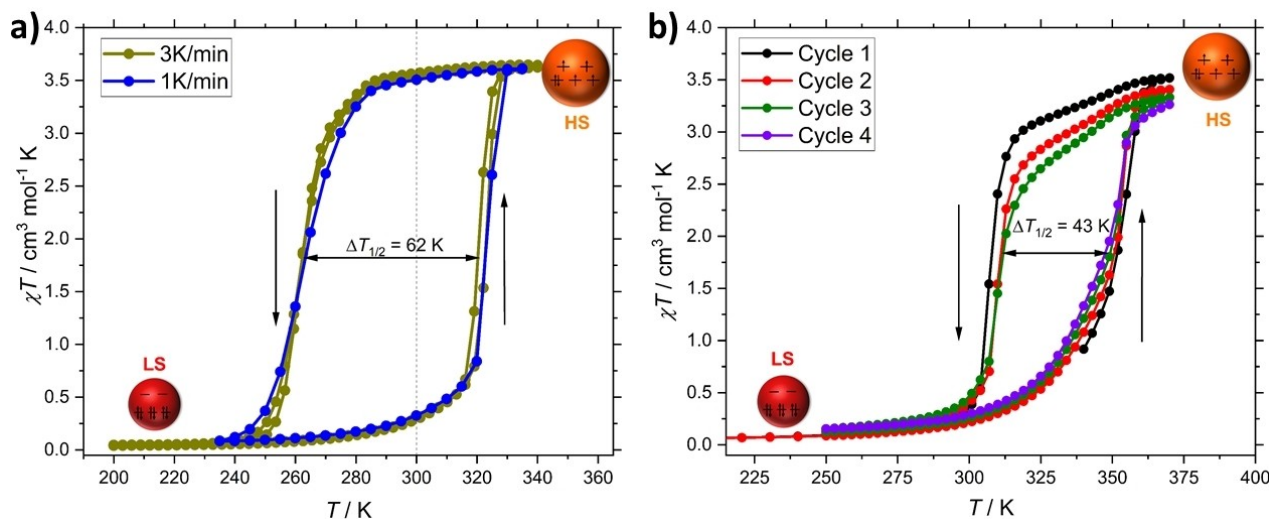 a)
3K/min
1K/min
HS
LS
ΔT1/2 = 62 K
χT / cm³ mol⁻¹ K
4.0
3.5
3.0
2.5
2.0
1.5
1.0
0.5
0.0
200 220 240 260 280 300 320 340 360
T / K
b)
Cycle 1
Cycle 2
Cycle 3
Cycle 4
HS
LS
ΔT1/2 = 43 K
χT / cm³ mol⁻¹ K
4.0
3.5
3.0
2.5
2.0
1.5
1.0
0.5
0.0
225 250 275 300 325 350 375 400
T / K